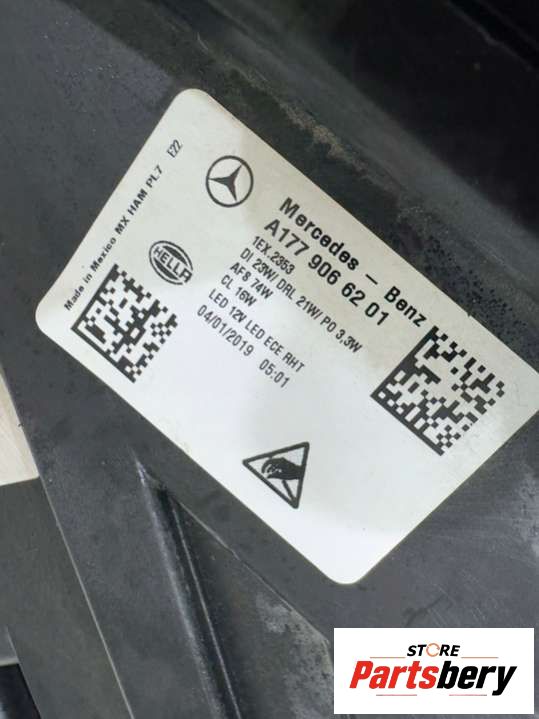 Mercedes — Benz
A177 906 62 01
1EX.2353
DI 23W/ DRL 21W/ PO 3,3W
AFS 74W
CL 16W
LED 12V LED ECE RHT
04/01/2019 05:01
HELLA
Made in Mexico MX HAM PL7 E22
STORE
Partsbery